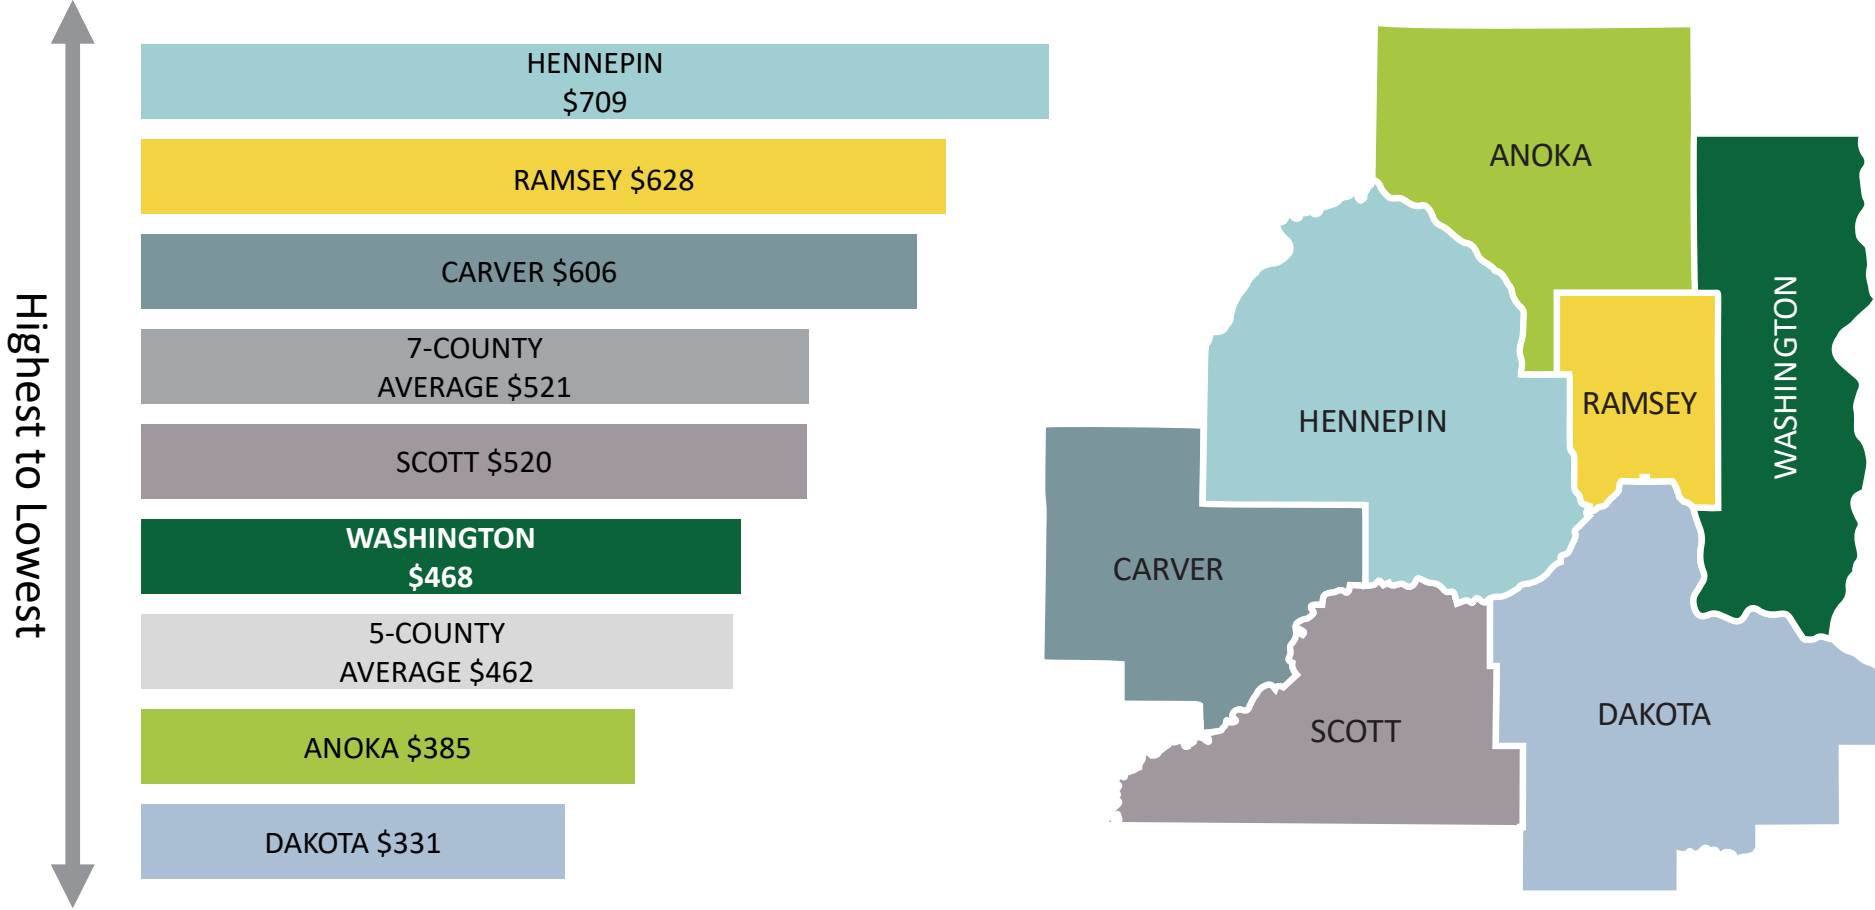 Highest to Lowest
HENNEPIN
$709
RAMSEY $628
CARVER $606
7-COUNTY
AVERAGE $521
SCOTT $520
WASHINGTON
$468
5-COUNTY
AVERAGE $462
ANOKA $385
DAKOTA $331
ANOKA
WASHINGTON
RAMSEY
HENNEPIN
CARVER
DAKOTA
SCOTT